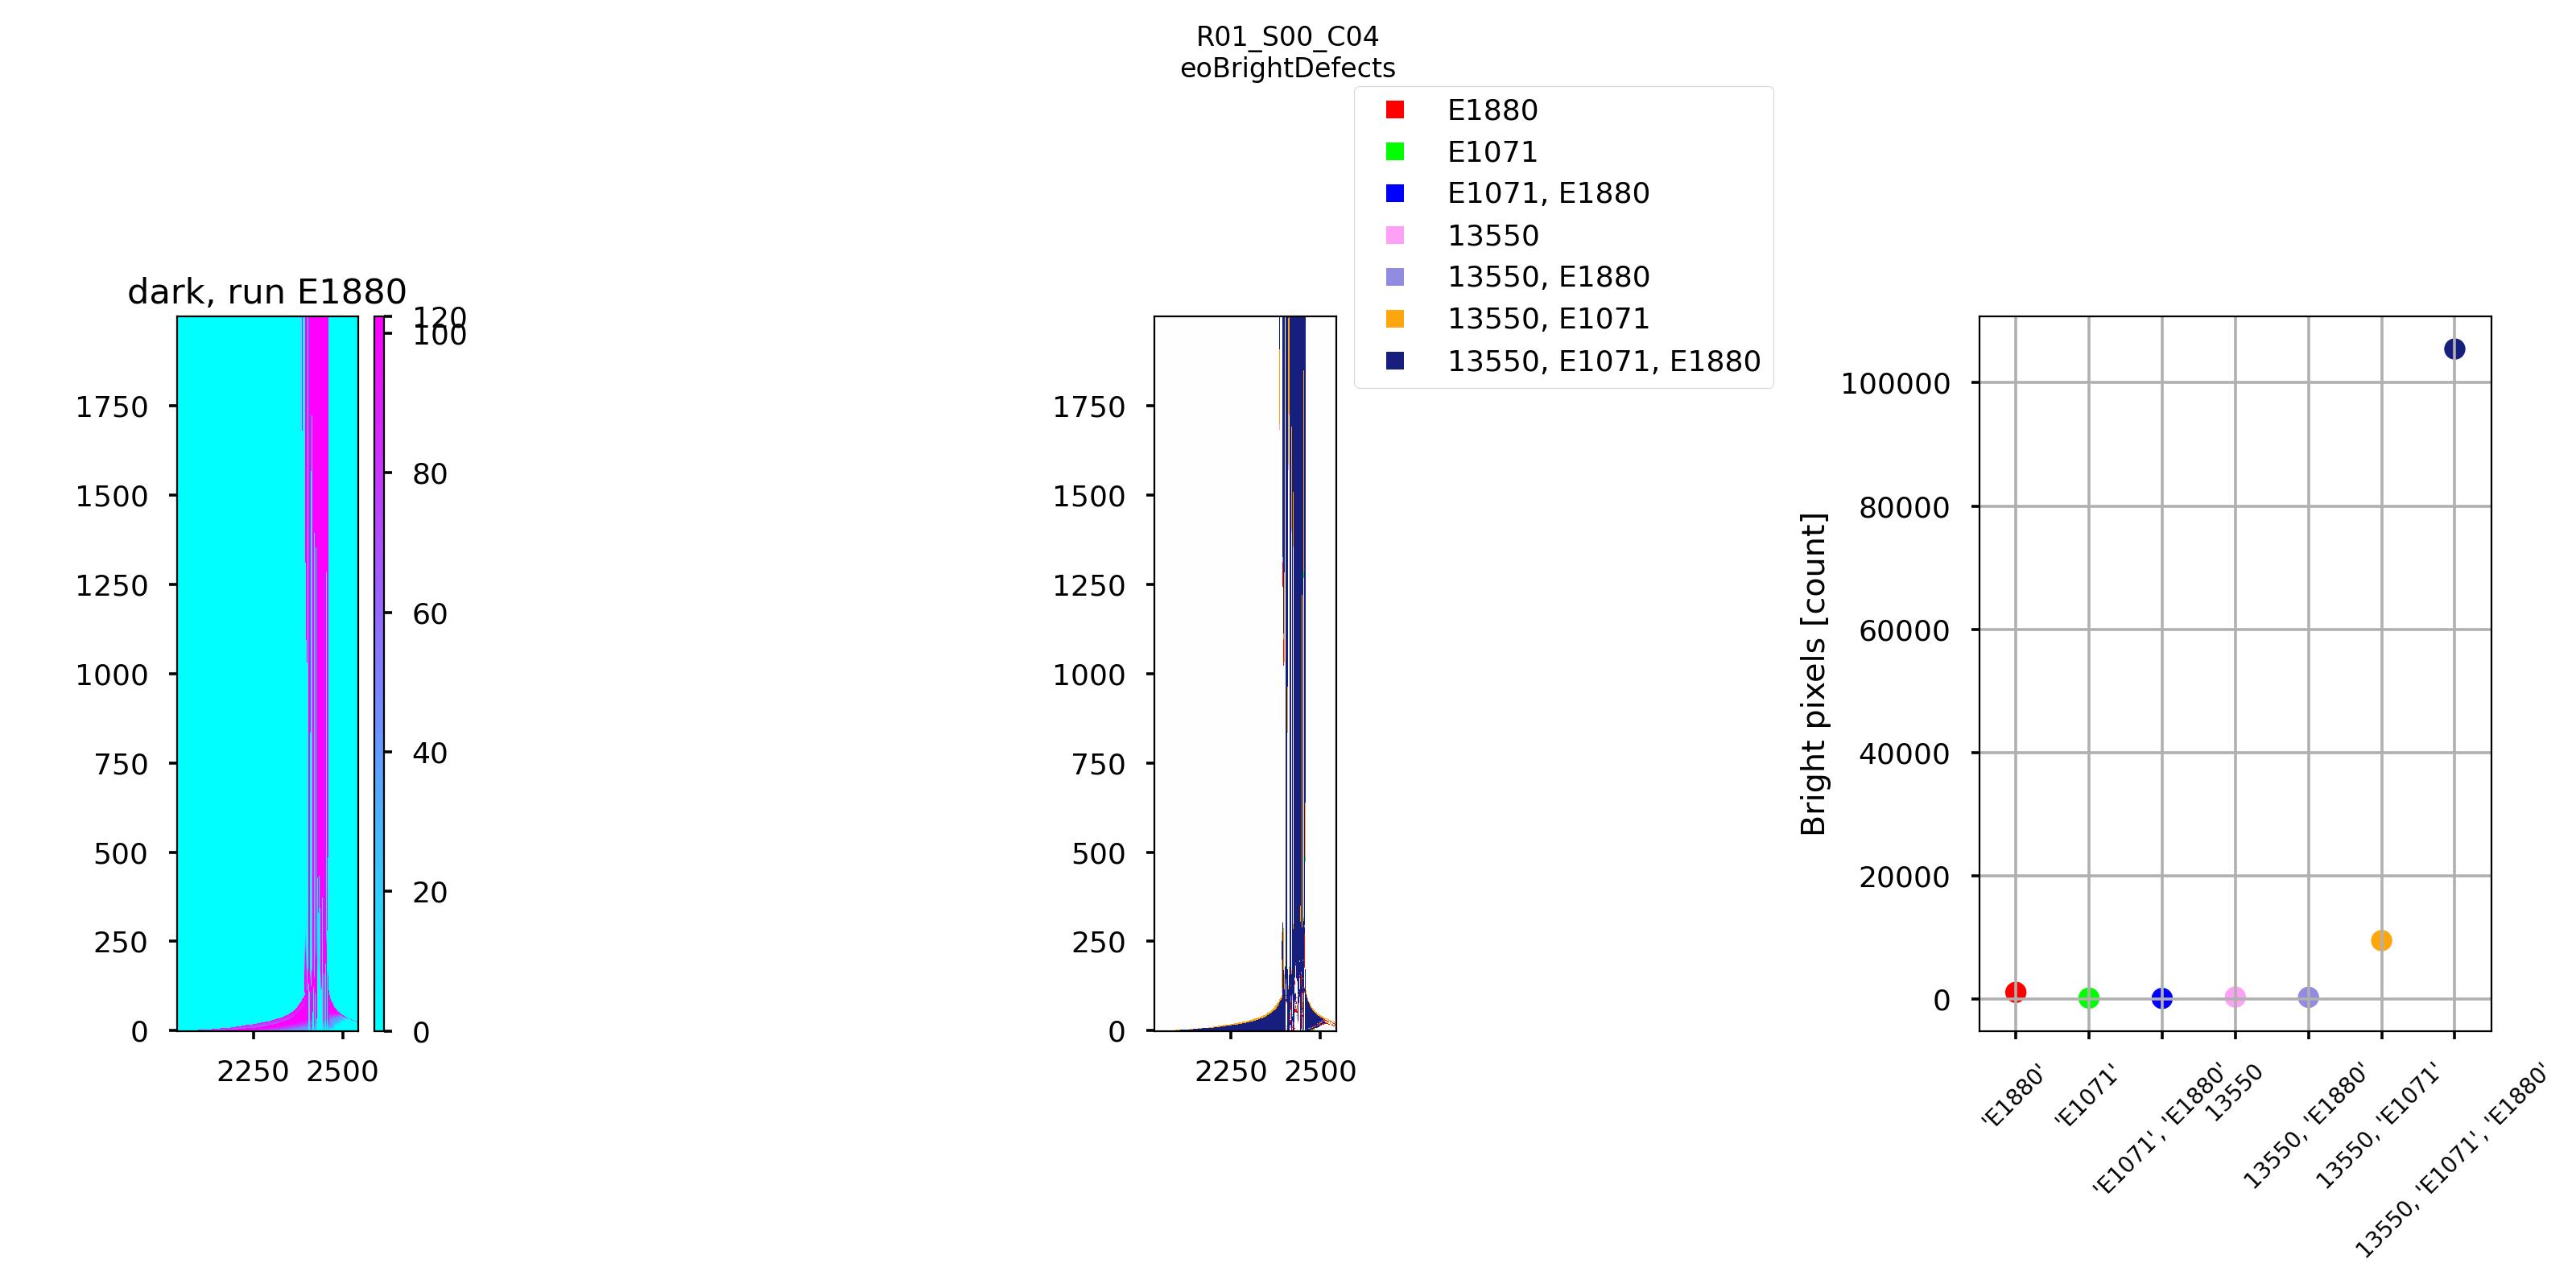 R01_S00_C04
eoBrightDefects
E1880
E1071
E1071, E1880
13550
13550, E1880
13550, E1071
13550, E1071, E1880
dark, run E1880
120
100
80
60
40
20
0
1750
1500
1250
1000
750
500
250
0
2250 2500
1750
1500
1250
1000
750
500
250
0
2250 2500
Bright pixels [count]
100000
80000
60000
40000
20000
0
'E1880'
'E1071'
'E1071', 'E1880'
13550
13550, 'E1880'
13550, 'E1071'
13550, 'E1071', 'E1880'